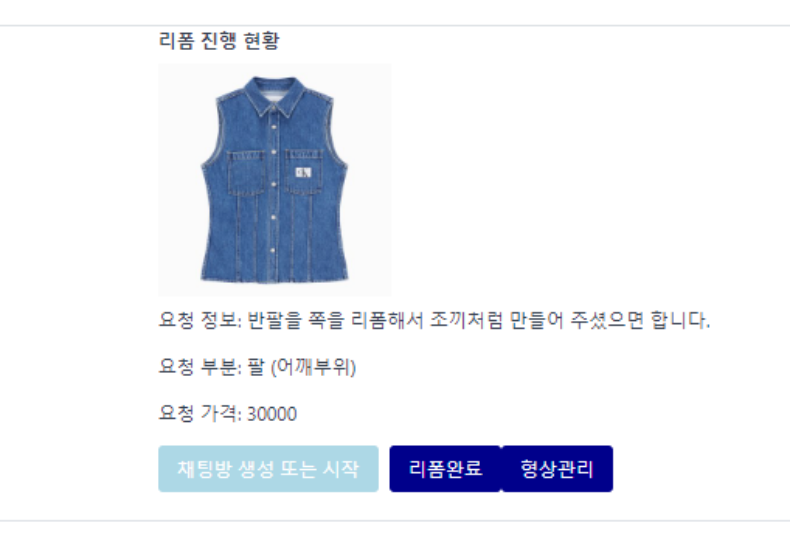 리폼 진행 현황
요청 정보: 반팔을 쪽을 리폼해서 조끼처럼 만들어 주셨으면 합니다.
요청 부분: 팔 (어깨부위)
요청 가격: 30000
채팅방 생성 또는 시작 리폼완료 형상관리